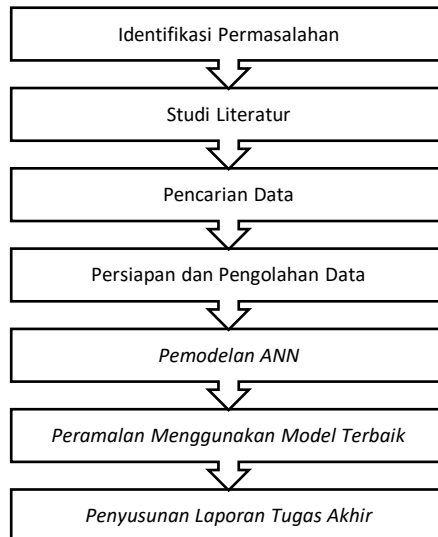 Identifikasi Permasalahan
Studi Literatur
Pencarian Data
Persiapan dan Pengolahan Data
Pemodelan ANN
Peramalan Menggunakan Model Terbaik
Penyusunan Laporan Tugas Akhir